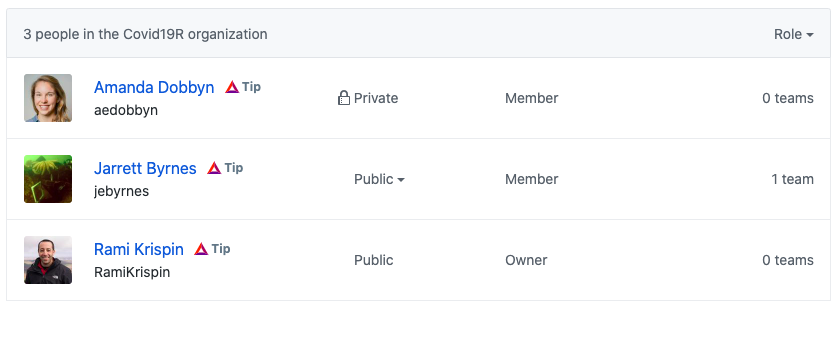 3 people in the Covid19R organization Role
Amanda Dobbyn Tip
aedobbyn
Private Member 0 teams
Jarrett Byrnes Tip
jebyrnes
Public Member 1 team
Rami Krispin Tip
RamiKrispin
Public Owner 0 teams